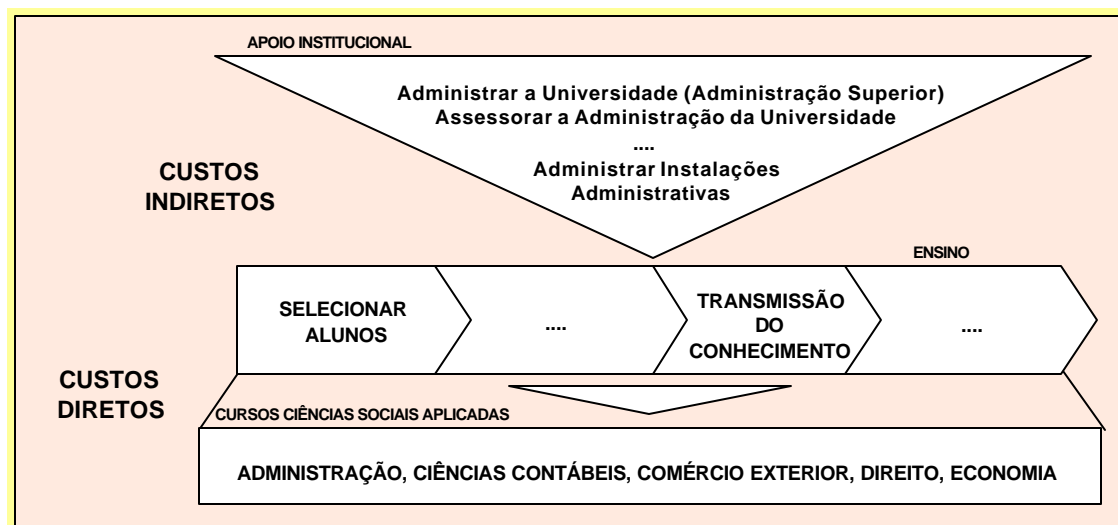 APOIO INSTITUCIONAL
Administrar a Universidade (Administração Superior)
Assessorar a Administração da Universidade
....
Administrar Instalações
Administrativas
CUSTOS
INDIRETOS
ENSINO
SELECIONAR
ALUNOS
....
TRANSMISSÃO
DO
CONHECIMENTO
....
CUSTOS
DIRETOS
CURSOS CIÊNCIAS SOCIAIS APLICADAS
ADMINISTRAÇÃO, CIÊNCIAS CONTÁBEIS, COMÉRCIO EXTERIOR, DIREITO, ECONOMIA